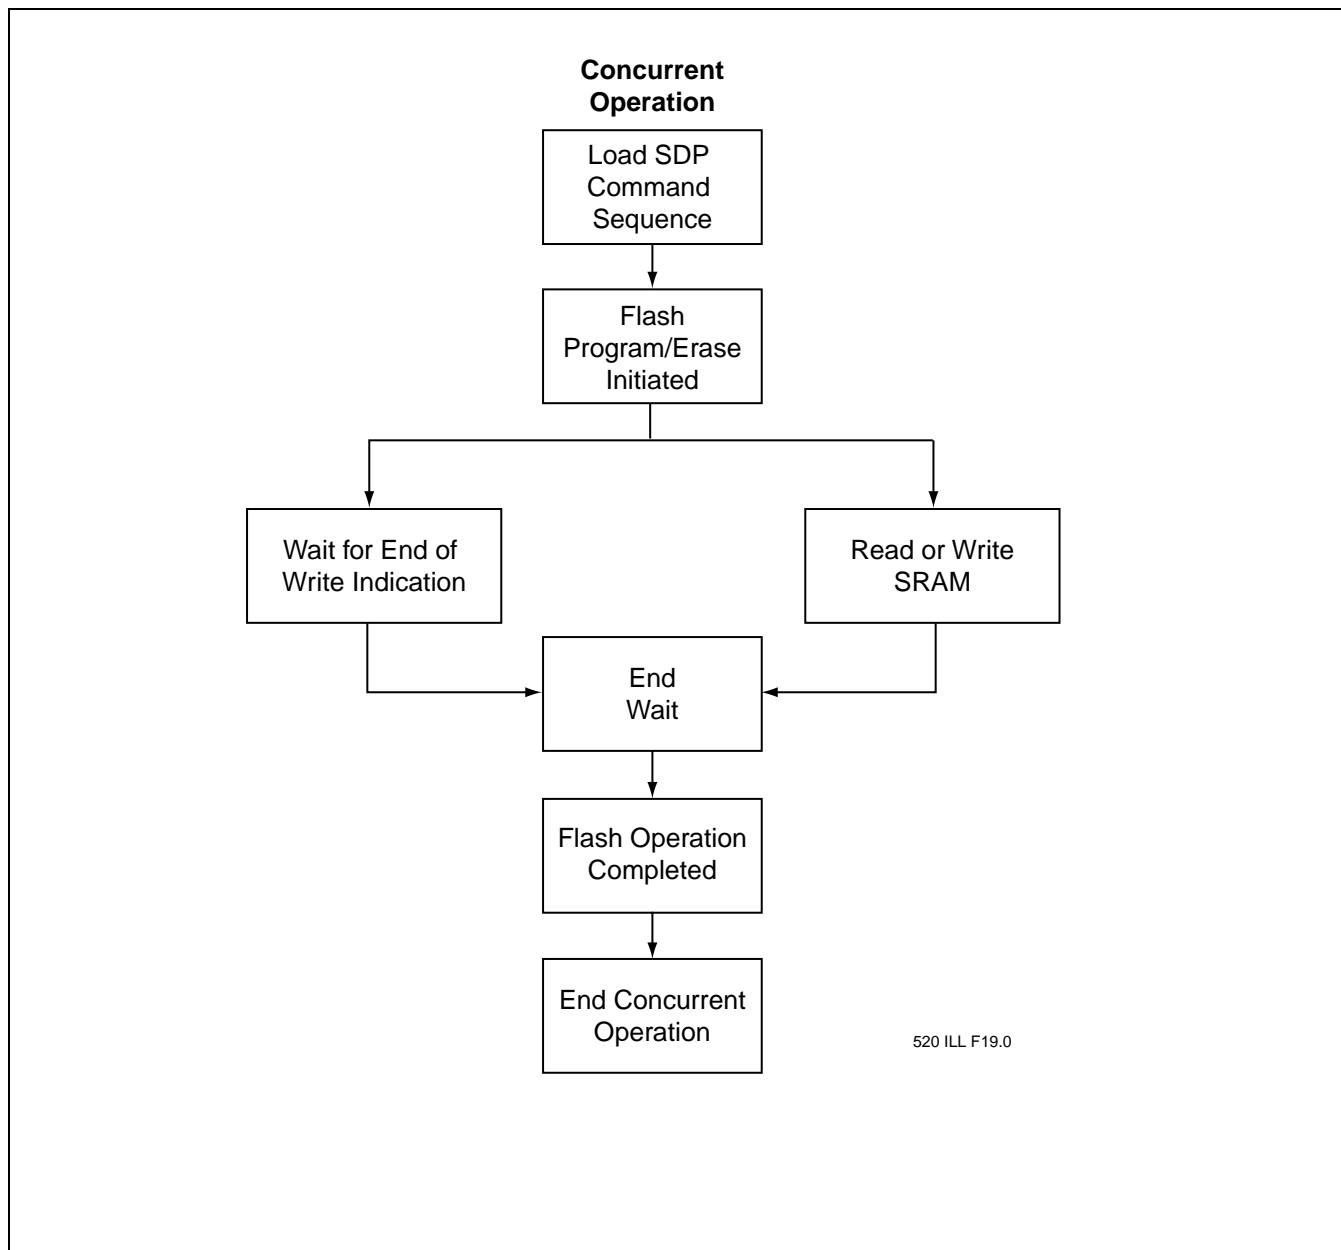 Concurrent
Operation
Load SDP
Command
Sequence
Flash
Program/Erase
Initiated
Wait for End of
Write Indication
Read or Write
SRAM
End
Wait
Flash Operation
Completed
End Concurrent
Operation
520 ILL F19.0